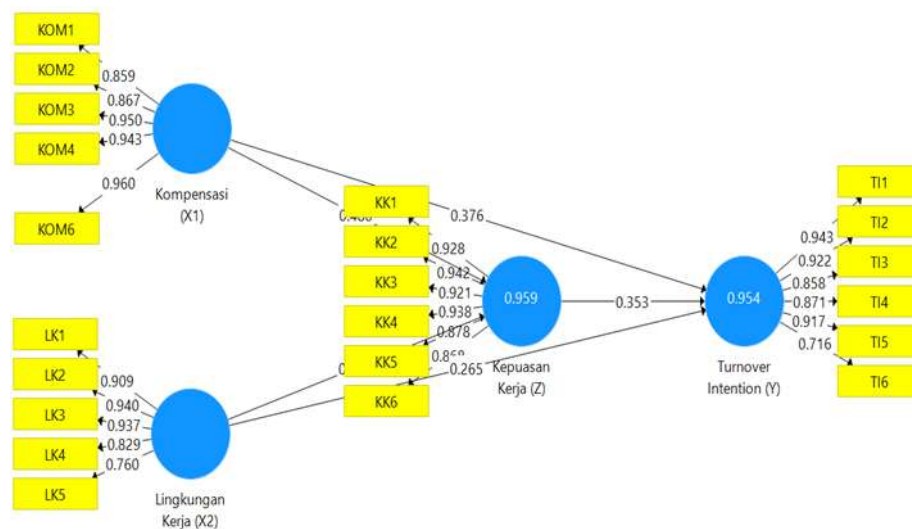 KOM1
KOM2
KOM3
KOM4
KOM6
0.859
0.867
0.950
0.943
0.960
Kompensasi
(X1)
LK1
LK2
LK3
LK4
LK5
0.909
0.940
0.937
0.829
0.760
Lingkungan
Kerja (X2)
KK1
KK2
KK3
KK4
KK5
KK6
0.928
0.942
0.921
0.938
0.878
0.959
Kepuasan
Kerja (Z)
0.376
0.353
0.265
0.954
Turnover
Intention (Y)
0.943
0.922
0.858
0.871
0.917
0.716
TI1
TI2
TI3
TI4
TI5
TI6